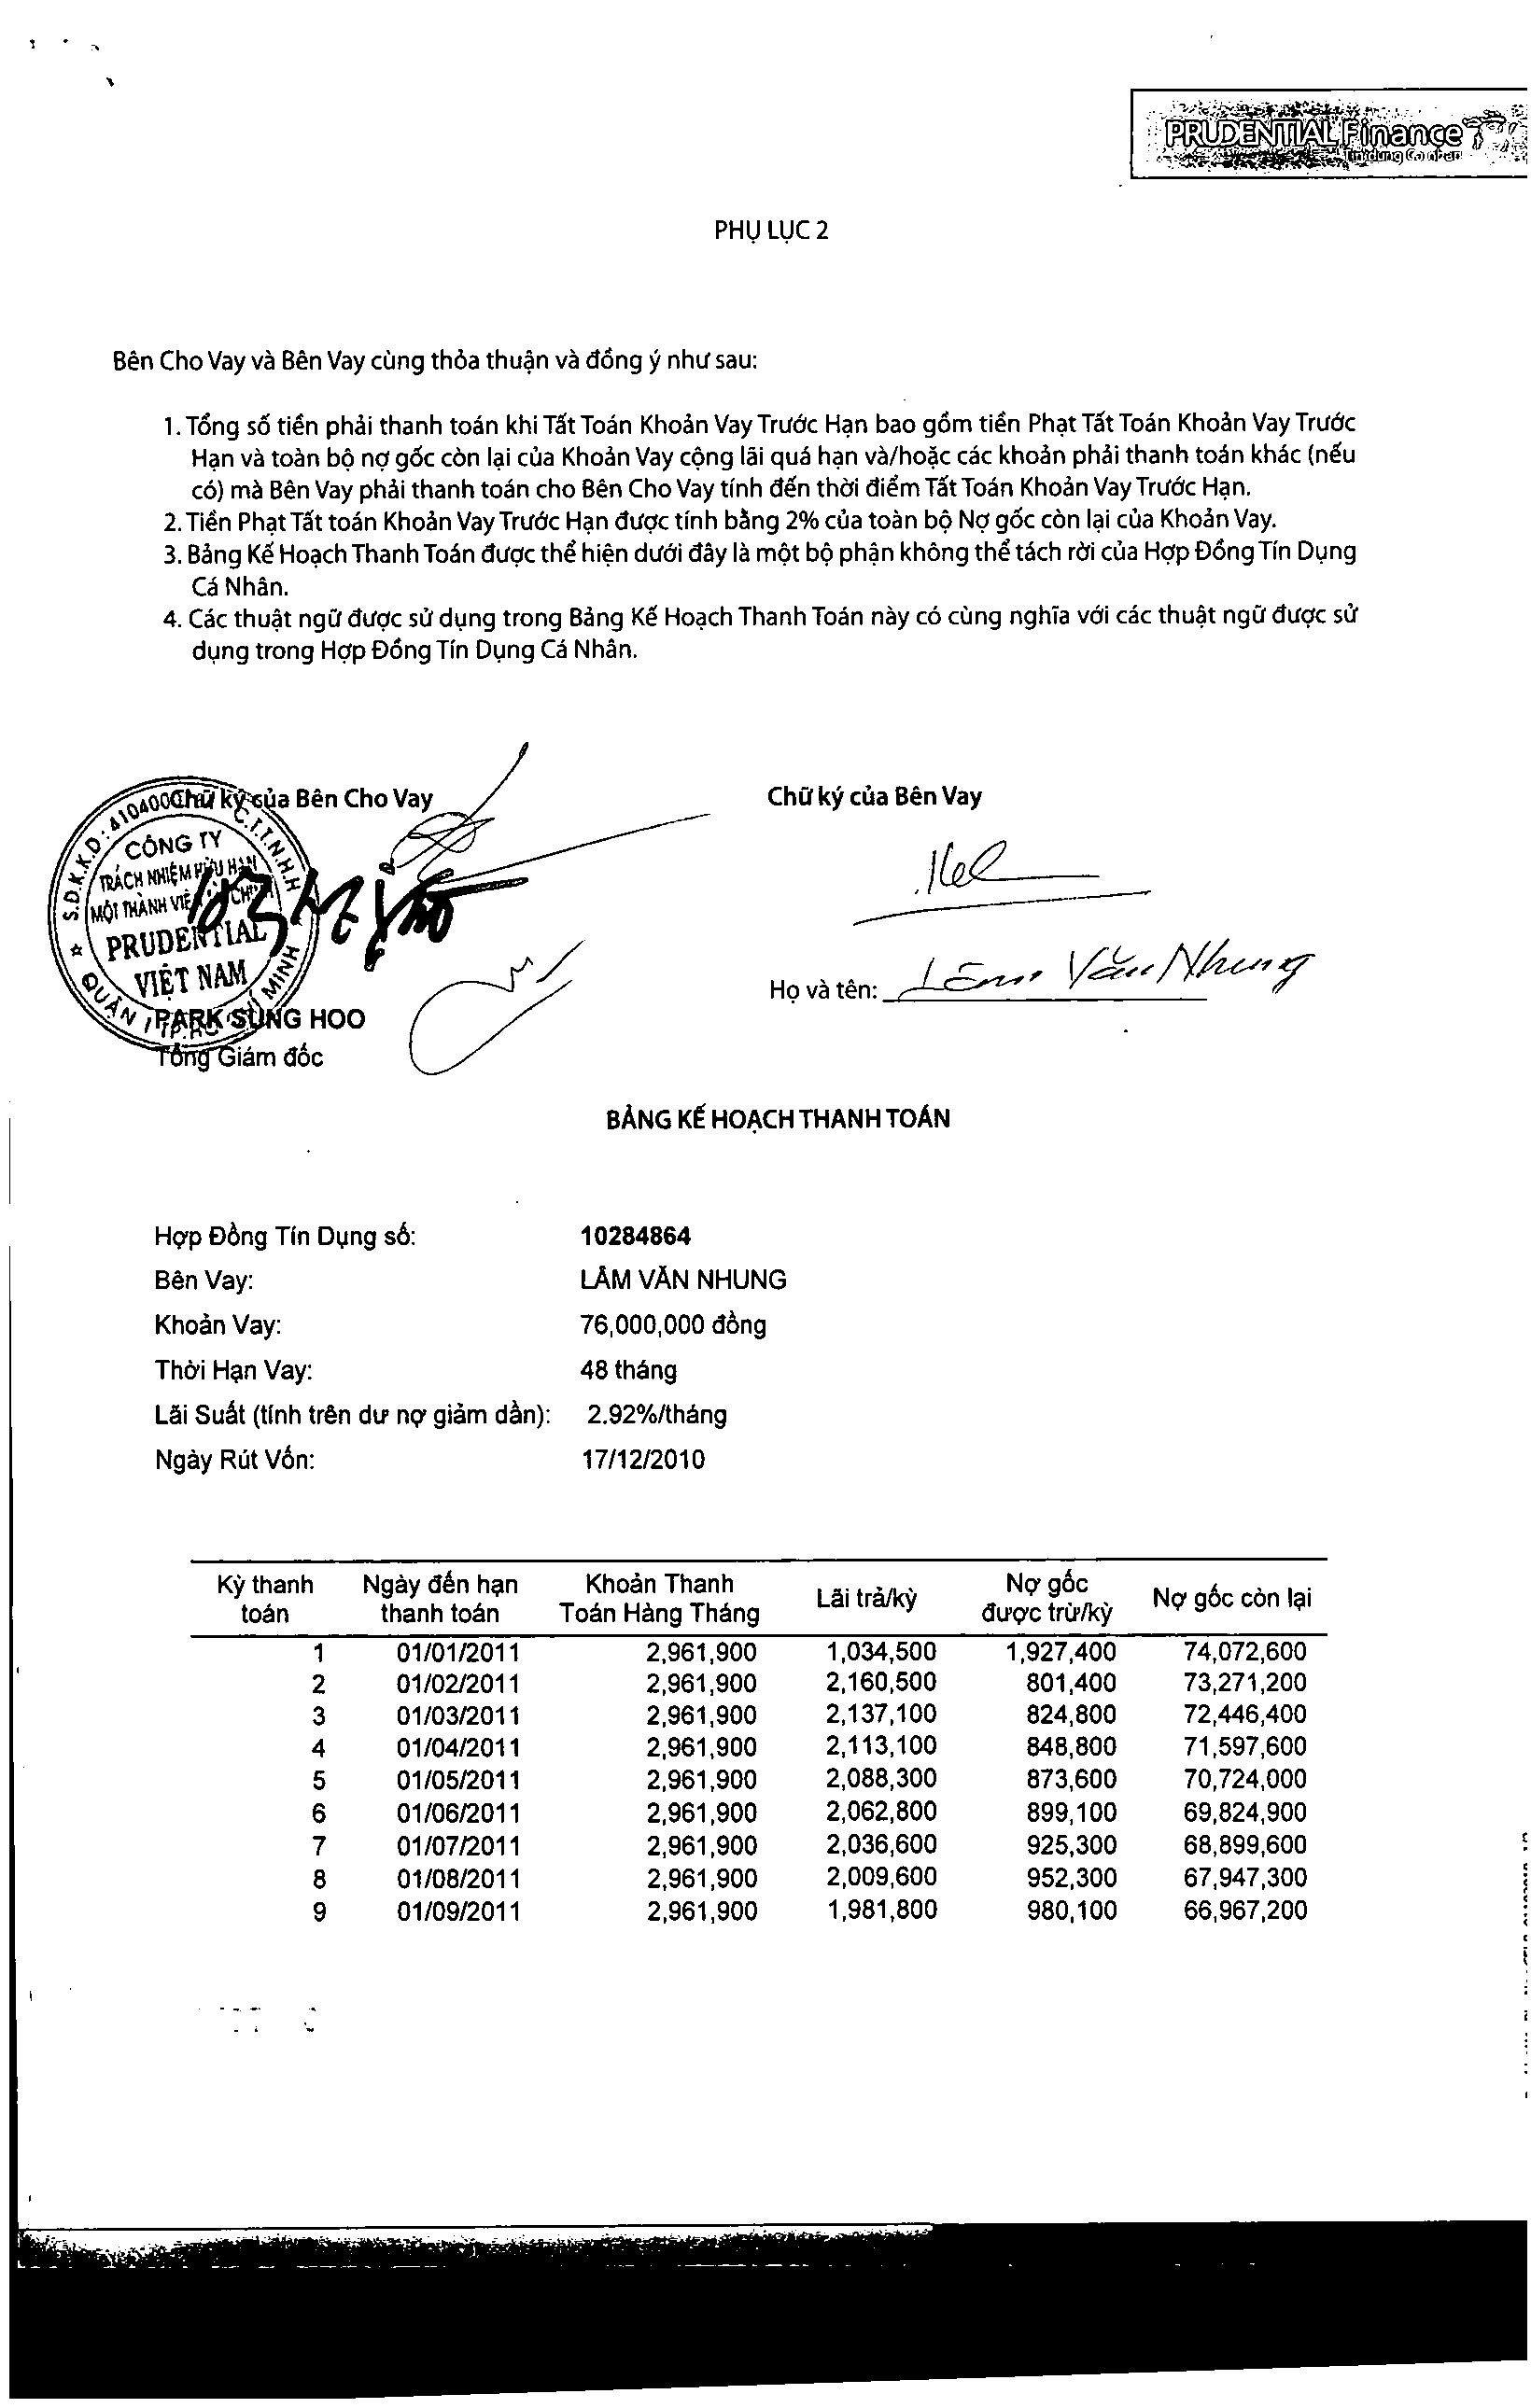 PRUDENTIAL Finance
PHỤ LỤC 2
Bên Cho Vay và Bên Vay cùng thỏa thuận và đồng ý như sau:
1. Tổng số tiền phải thanh toán khi Tất Toán Khoản Vay Trước Hạn bao gồm tiền Phạt Tất Toán Khoản Vay Trước
Hạn và toàn bộ nợ gốc còn lại của Khoản Vay cộng lãi quá hạn và/hoặc các khoản phải thanh toán khác (nếu
có) mà Bên Vay phải thanh toán cho Bên Cho Vay tính đến thời điểm Tất Toán Khoản Vay Trước Hạn.
2. Tiền Phạt Tất toán Khoản Vay Trước Hạn được tính bằng 2% của toàn bộ Nợ gốc còn lại của Khoản Vay.
3. Bảng Kế Hoạch Thanh Toán được thể hiện dưới đây là một bộ phận không thể tách rời của Hợp Đồng Tín Dụng
Cá Nhân.
4. Các thuật ngữ được sử dụng trong Bảng Kế Hoạch Thanh Toán này có cùng nghĩa với các thuật ngữ được sử
dụng trong Hợp Đồng Tín Dụng Cá Nhân.
Chữ ký của Bên Cho Vay
Chữ ký của Bên Vay
CÔNG TY
TRÁCH NHIỆM HỮU HẠN
MỘT THÀNH VIÊN
PRUDENTIAL
VIỆT NAM
Họ và tên: Lâm Văn Nhung
PARK SUNG HOO
Tổng Giám đốc
BẢNG KẾ HOẠCH THANH TOÁN
Hợp Đồng Tín Dụng số: 10284864
Bên Vay: LÂM VĂN NHUNG
Khoản Vay: 76,000,000 đồng
Thời Hạn Vay: 48 tháng
Lãi Suất (tính trên dư nợ giảm dần): 2.92%/tháng
Ngày Rút Vốn: 17/12/2010
Kỳ thanh toán Ngày đến hạn thanh toán Khoản Thanh Toán Hàng Tháng Lãi trả/kỳ Nợ gốc được trừ/kỳ Nợ gốc còn lại
1 01/01/2011 2,961,900 1,034,500 1,927,400 74,072,600
2 01/02/2011 2,961,900 2,160,500 801,400 73,271,200
3 01/03/2011 2,961,900 2,137,100 824,800 72,446,400
4 01/04/2011 2,961,900 2,113,100 848,800 71,597,600
5 01/05/2011 2,961,900 2,088,300 873,600 70,724,000
6 01/06/2011 2,961,900 2,062,800 899,100 69,824,900
7 01/07/2011 2,961,900 2,036,600 925,300 68,899,600
8 01/08/2011 2,961,900 2,009,600 952,300 67,947,300
9 01/09/2011 2,961,900 1,981,800 980,100 66,967,200